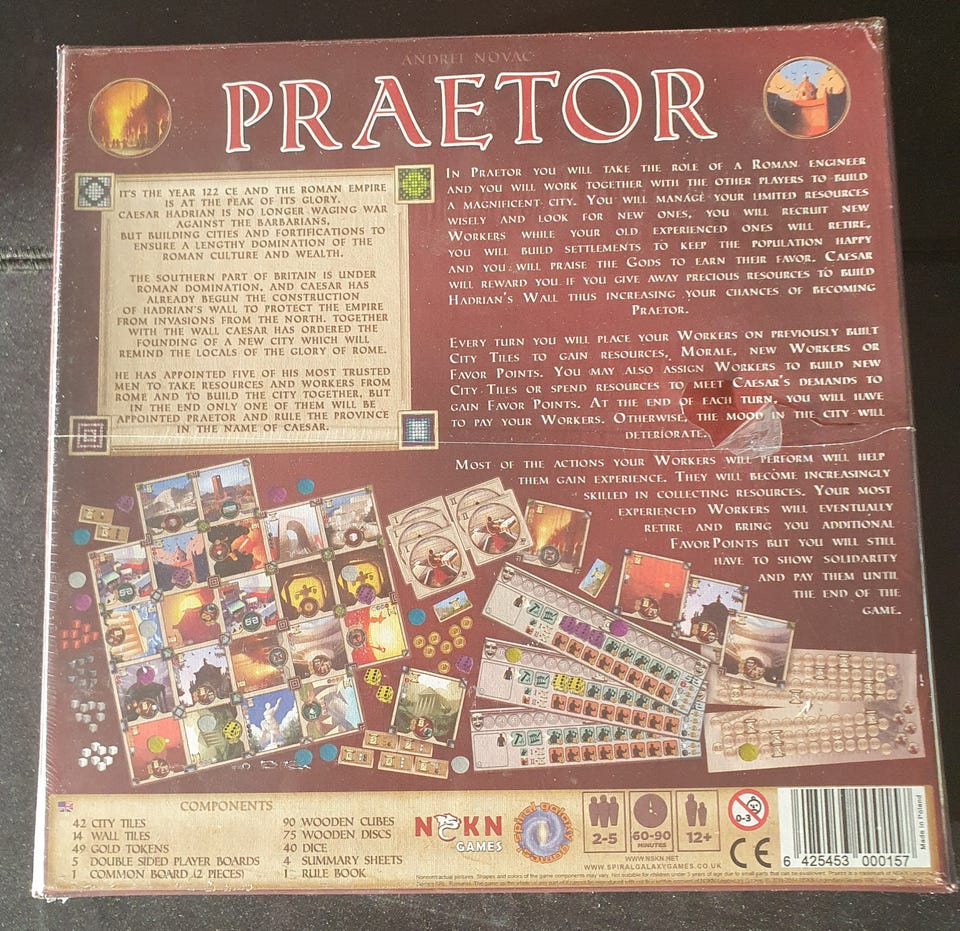 ANDREI NOVAC
PRAETOR
IT'S THE YEAR 122 CE AND THE ROMAN EMPIRE
IS AT THE PEAK OF ITS GLORY.
CAESAR HADRIAN IS NO LONGER WAGING WAR
AGAINST THE BARBARIANS,
BUT BUILDING CITIES AND FORTIFICATIONS TO
ENSURE A LENGTHY DOMINATION OF THE
ROMAN CULTURE AND WEALTH.
THE SOUTHERN PART OF BRITAIN IS UNDER
ROMAN DOMINATION, AND CAESAR HAS
ALREADY BEGUN THE CONSTRUCTION
OF HADRIAN'S WALL TO PROTECT THE EMPIRE
FROM INVASIONS FROM THE NORTH. TOGETHER
WITH THE WALL CAESAR HAS ORDERED THE
FOUNDING OF A NEW CITY WHICH WILL
REMIND THE LOCALS OF THE GLORY OF ROME.
HE HAS APPOINTED FIVE OF HIS MOST TRUSTED
MEN TO TAKE RESOURCES AND WORKERS FROM
ROME AND TO BUILD THE CITY TOGETHER, BUT
IN THE END ONLY ONE OF THEM WILL BE
APPOINTED PRAETOR AND RULE THE PROVINCE
IN THE NAME OF CAESAR.
IN PRAETOR YOU WILL TAKE THE ROLE OF A ROMAN ENGINEER
AND YOU WILL WORK TOGETHER WITH THE OTHER PLAYERS TO BUILD
A MAGNIFICENT CITY. YOU WILL MANAGE YOUR LIMITED RESOURCES
WISELY AND LOOK FOR NEW ONES, YOU WILL RECRUIT NEW
WORKERS WHILE YOUR OLD EXPERIENCED ONES WILL RETIRE,
YOU WILL BUILD SETTLEMENTS TO KEEP THE POPULATION HAPPY
AND YOU WILL PRAISE THE GODS TO EARN THEIR FAVOR. CAESAR
WILL REWARD YOU IF YOU GIVE AWAY PRECIOUS RESOURCES TO BUILD
HADRIAN'S WALL THUS INCREASING YOUR CHANCES OF BECOMING
PRAETOR.
EVERY TURN YOU WILL PLACE YOUR WORKERS ON PREVIOUSLY BUILT
CITY TILES TO GAIN RESOURCES, MORALE, NEW WORKERS OR
FAVOR POINTS. YOU MAY ALSO ASSIGN WORKERS TO BUILD NEW
CITY TILES OR SPEND RESOURCES TO MEET CAESAR'S DEMANDS TO
GAIN FAVOR POINTS. AT THE END OF EACH TURN, YOU WILL HAVE
TO PAY YOUR WORKERS. OTHERWISE, THE MOOD IN THE CITY WILL
DETERIORATE.
MOST OF THE ACTIONS YOUR WORKERS WILL PERFORM WILL HELP
THEM GAIN EXPERIENCE. THEY WILL BECOME INCREASINGLY
SKILLED IN COLLECTING RESOURCES. YOUR MOST
EXPERIENCED WORKERS WILL EVENTUALLY
RETIRE AND BRING YOU ADDITIONAL
FAVOR POINTS BUT YOU WILL STILL
HAVE TO SHOW SOLIDARITY
AND PAY THEM UNTIL
THE END OF THE
GAME.
COMPONENTS
42 CITY TILES
14 WALL TILES
49 GOLD TOKENS
5 DOUBLE SIDED PLAYER BOARDS
1 COMMON BOARD (2 PIECES)
90 WOODEN CUBES
75 WOODEN DISCS
40 DICE
4 SUMMARY SHEETS
1 RULE BOOK
NSKN
GAMES
spiral galaxy
games
2-5
60-90
MINUTES
12+
0-3
WWW.NSKN.NET
WWW.SPIRALGALAXYGAMES.CO.UK
CE
6 425453 000157
Made in Poland